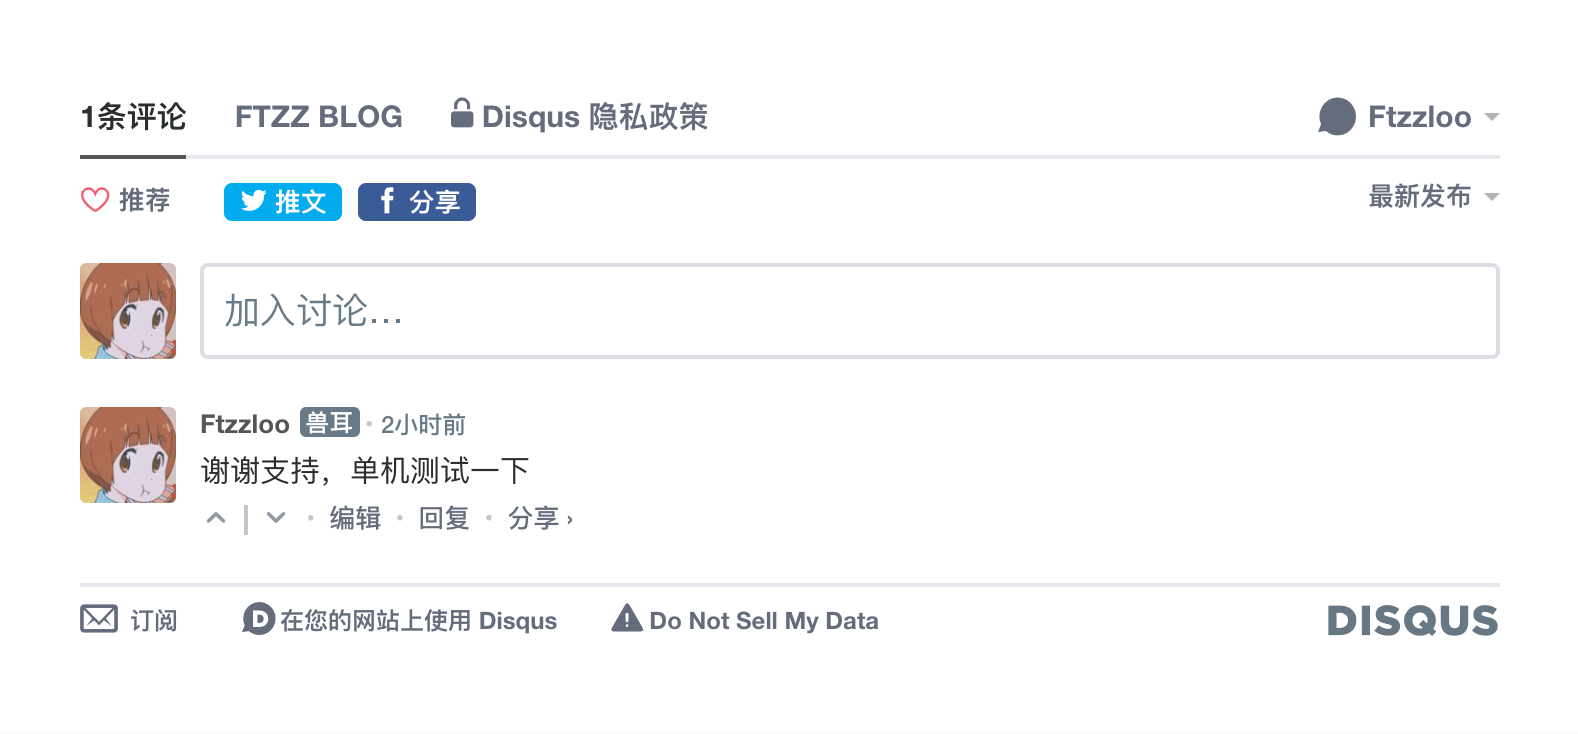 1条评论 FTZZ BLOG Disqus 隐私政策 Ftzzloo
推荐 推文 分享 最新发布
加入讨论...
Ftzzloo 兽耳 • 2小时前
谢谢支持，单机测试一下
• 编辑 • 回复 • 分享 ›
订阅 D 在您的网站上使用 Disqus Do Not Sell My Data DISQUS